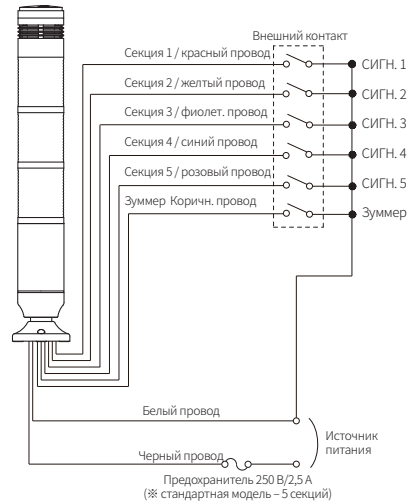 Внешний контакт
Секция 1 / красный провод
СИГН. 1
Секция 2 / желтый провод
СИГН. 2
Секция 3 / фиолет. провод
СИГН. 3
Секция 4 / синий провод
СИГН. 4
Секция 5 / розовый провод
СИГН. 5
Зуммер Коричн. провод
Зуммер
Белый провод
Источник
питания
Черный провод
Предохранитель 250 В/2,5 А
(※ стандартная модель – 5 секций)